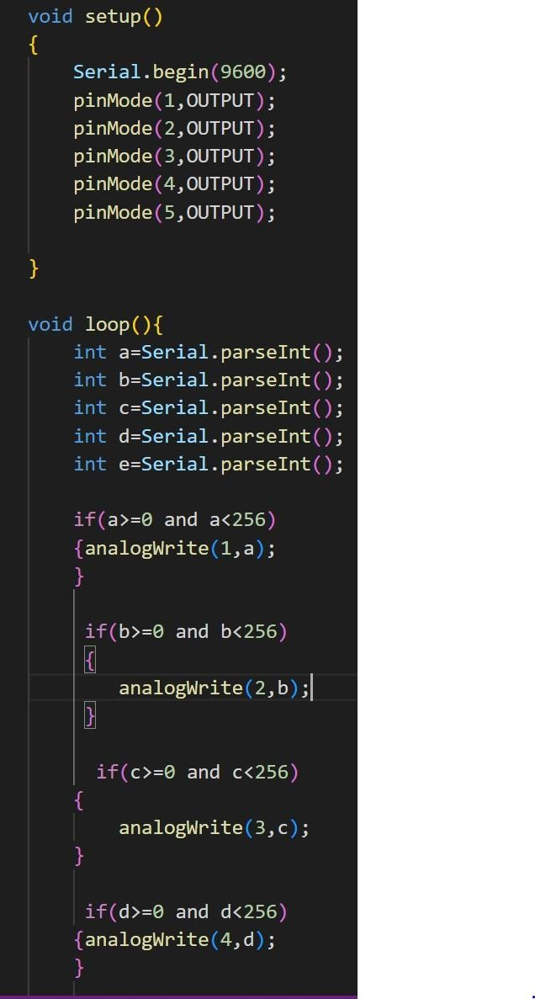 void setup()
{
Serial.begin(9600);
pinMode(1,OUTPUT);
pinMode(2,OUTPUT);
pinMode(3,OUTPUT);
pinMode(4,OUTPUT);
pinMode(5,OUTPUT);
}
void loop(){
int a=Serial.parseInt();
int b=Serial.parseInt();
int c=Serial.parseInt();
int d=Serial.parseInt();
int e=Serial.parseInt();
if(a>=0 and a<256)
{analogWrite(1,a);
}
if(b>=0 and b<256)
{
analogWrite(2,b);
}
if(c>=0 and c<256)
{
analogWrite(3,c);
}
if(d>=0 and d<256)
{analogWrite(4,d);
}